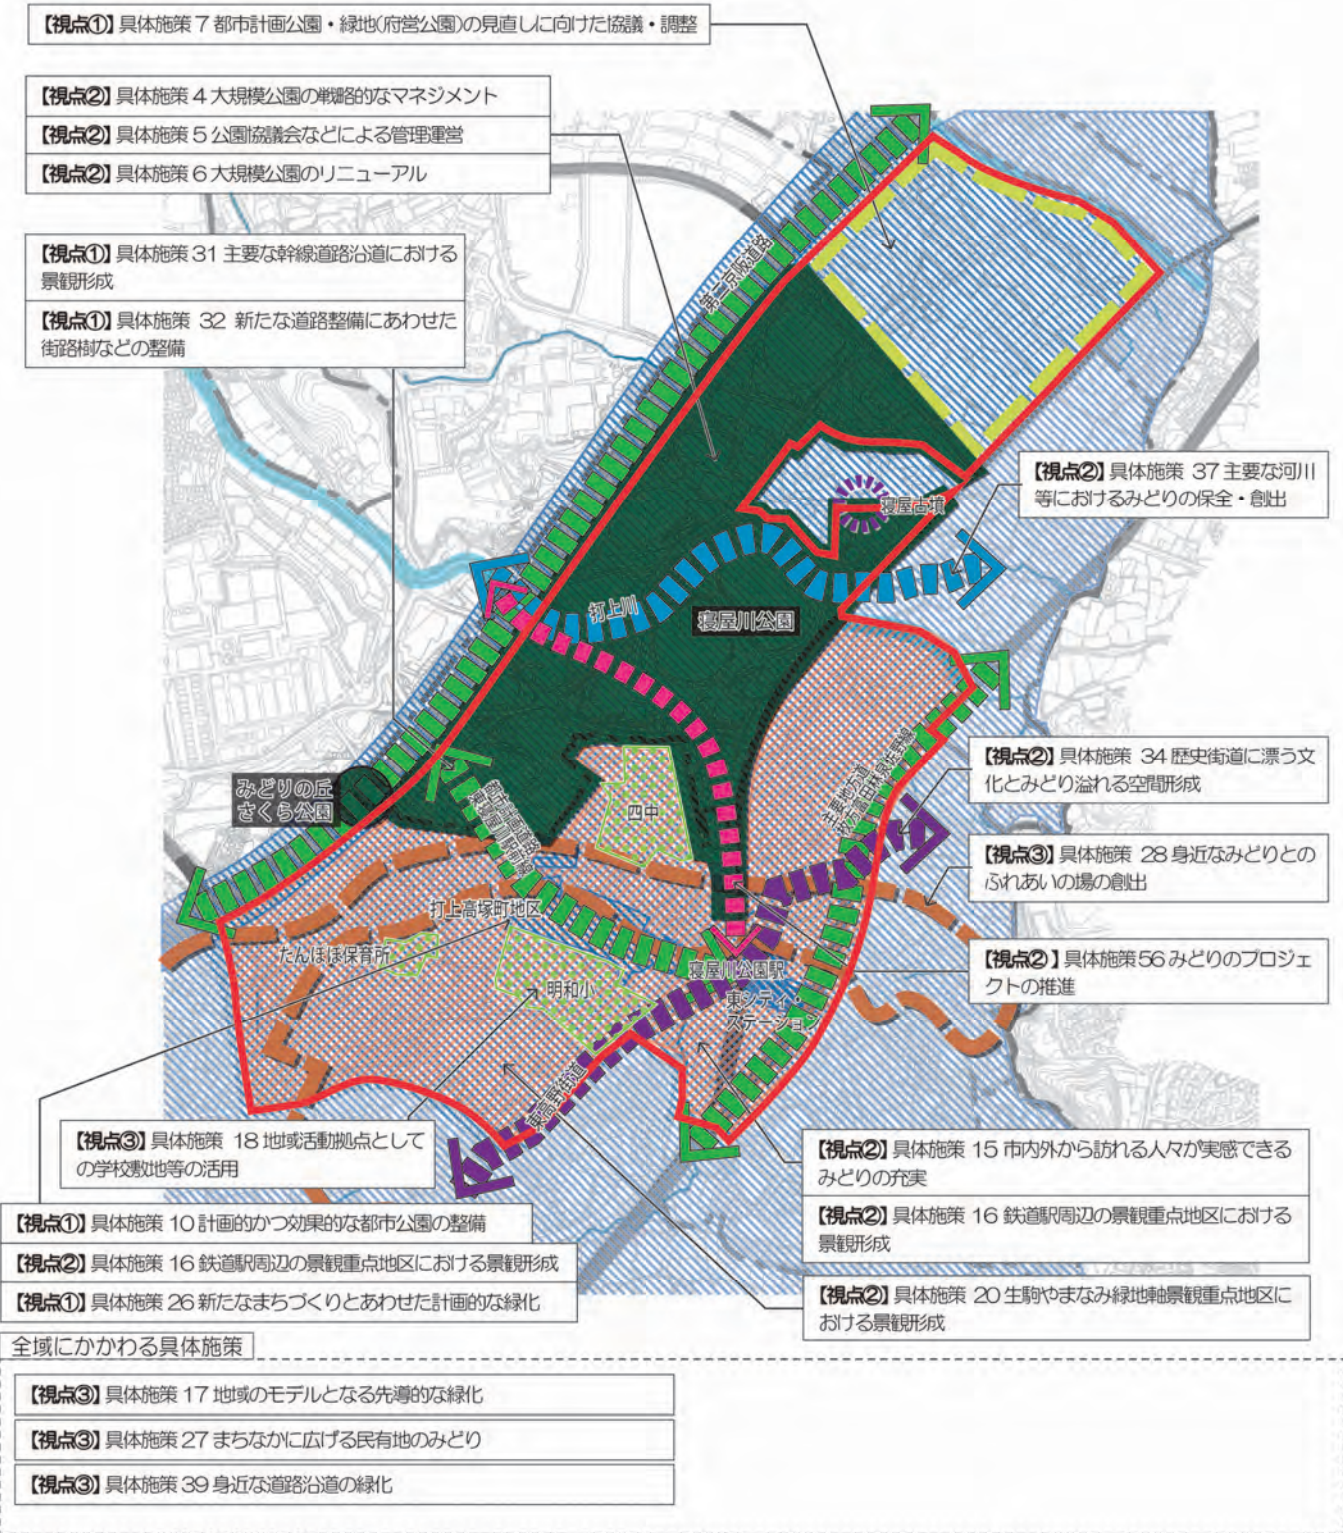 【視点①】具体施策 7 都市計画公園・緑地(府営公園)の見直しに向けた協議・調整
【視点②】具体施策 4 大規模公園の戦略的なマネジメント
【視点②】具体施策 5 公園協議会などによる管理運営
【視点②】具体施策 6 大規模公園のリニューアル
【視点①】具体施策 31 主要な幹線道路沿道における
景観形成
【視点①】具体施策 32 新たな道路整備にあわせた
街路樹などの整備
第二京阪道路
【視点②】具体施策 37 主要な河川
等におけるみどりの保全・創出
寝屋古墳
打上川
寝屋川公園
【視点②】具体施策 34 歴史街道に漂う文
化とみどり溢れる空間形成
主要地方道
枚方富田林泉佐野線
みどりの丘
さくら公園
四中
都市計画道路
東寝屋川駅前線
【視点③】具体施策 28 身近なみどりとの
ふれあいの場の創出
打上高塚町地区
たんぽぽ保育所
明和小
寝屋川公園駅
東シティ・
ステーション
【視点②】具体施策 56 みどりのプロジェ
クトの推進
東高野街道
【視点③】具体施策 18 地域活動拠点として
の学校敷地等の活用
【視点②】具体施策 15 市内外から訪れる人々が実感できる
みどりの充実
【視点②】具体施策 16 鉄道駅周辺の景観重点地区における
景観形成
【視点①】具体施策 10 計画的かつ効果的な都市公園の整備
【視点②】具体施策 16 鉄道駅周辺の景観重点地区における景観形成
【視点①】具体施策 26 新たなまちづくりとあわせた計画的な緑化
【視点②】具体施策 20 生駒やまなみ緑地軸景観重点地区に
おける景観形成
全域にかかわる具体施策
【視点③】具体施策 17 地域のモデルとなる先導的な緑化
【視点③】具体施策 27 まちなかに広げる民有地のみどり
【視点③】具体施策 39 身近な道路沿道の緑化